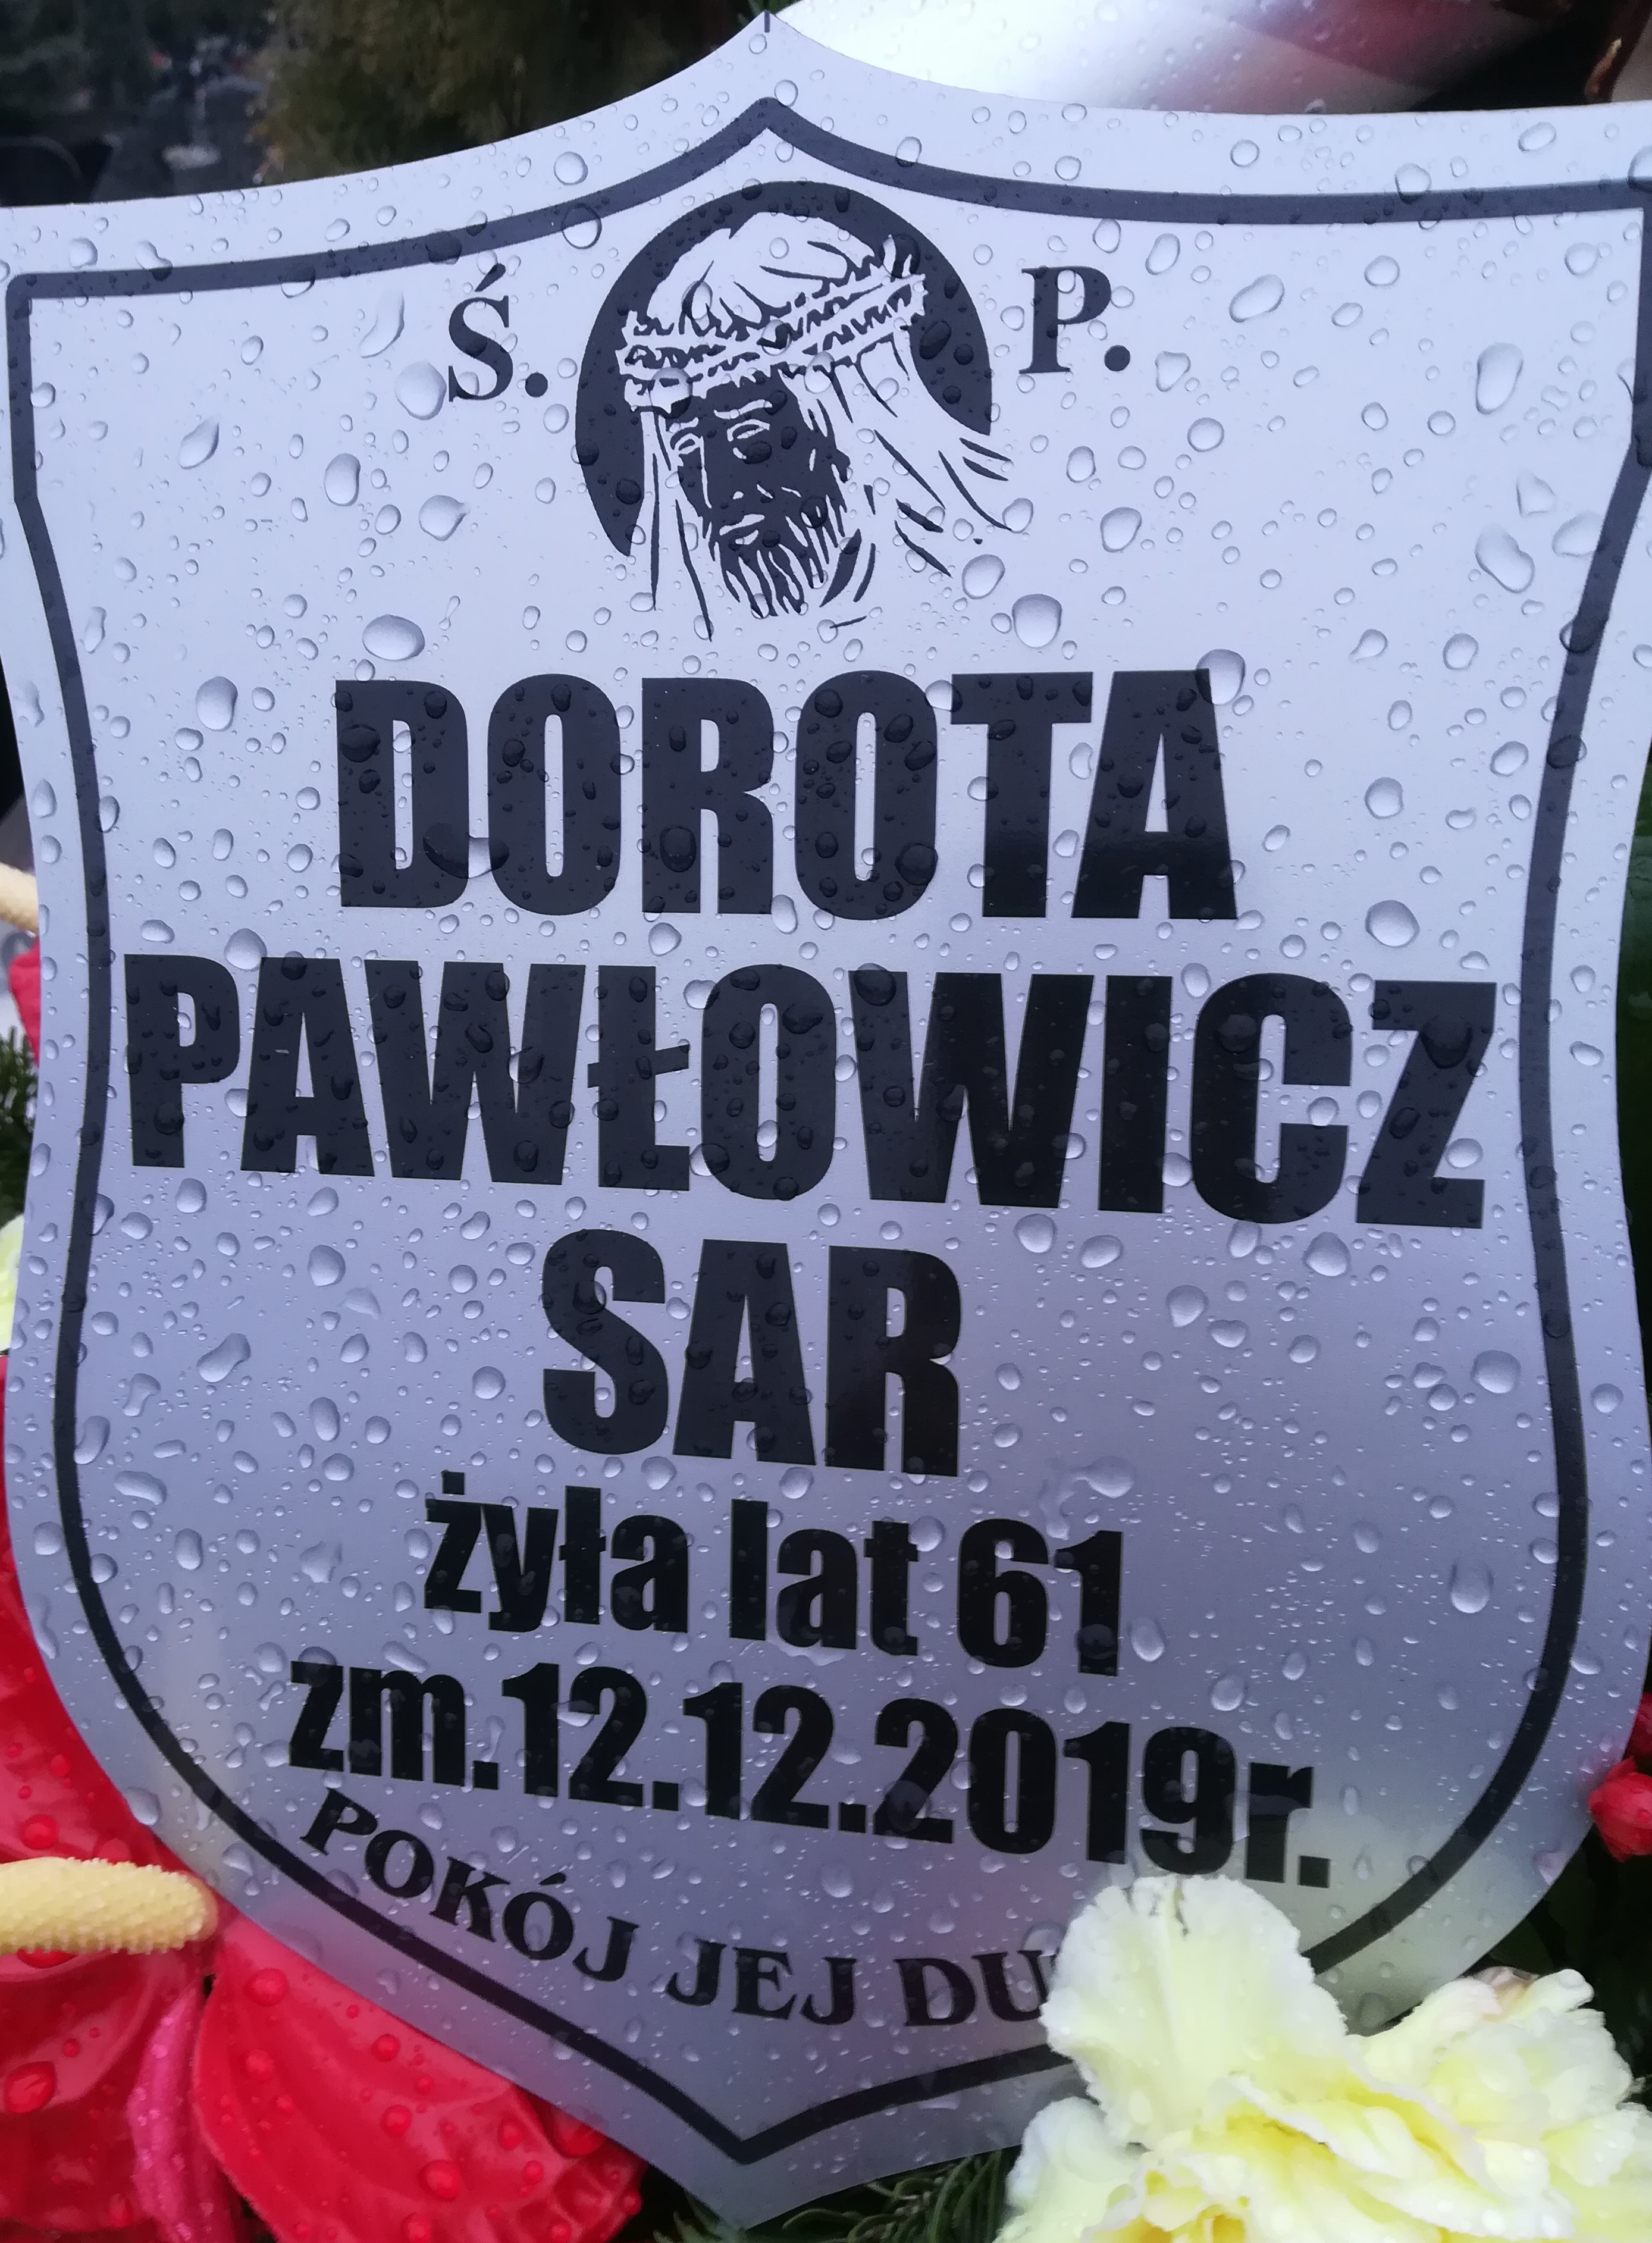 Ś. P.
DOROTA
PAWŁOWICZ
SAR
żyła lat 61
zm.12.12.2019r.
POKÓJ JEJ